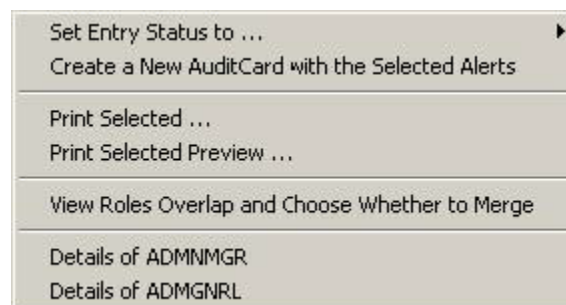 Set Entry Status to ...
Create a New AuditCard with the Selected Alerts
Print Selected ...
Print Selected Preview ...
View Roles Overlap and Choose Whether to Merge
Details of ADMNMGR
Details of ADMGNRL